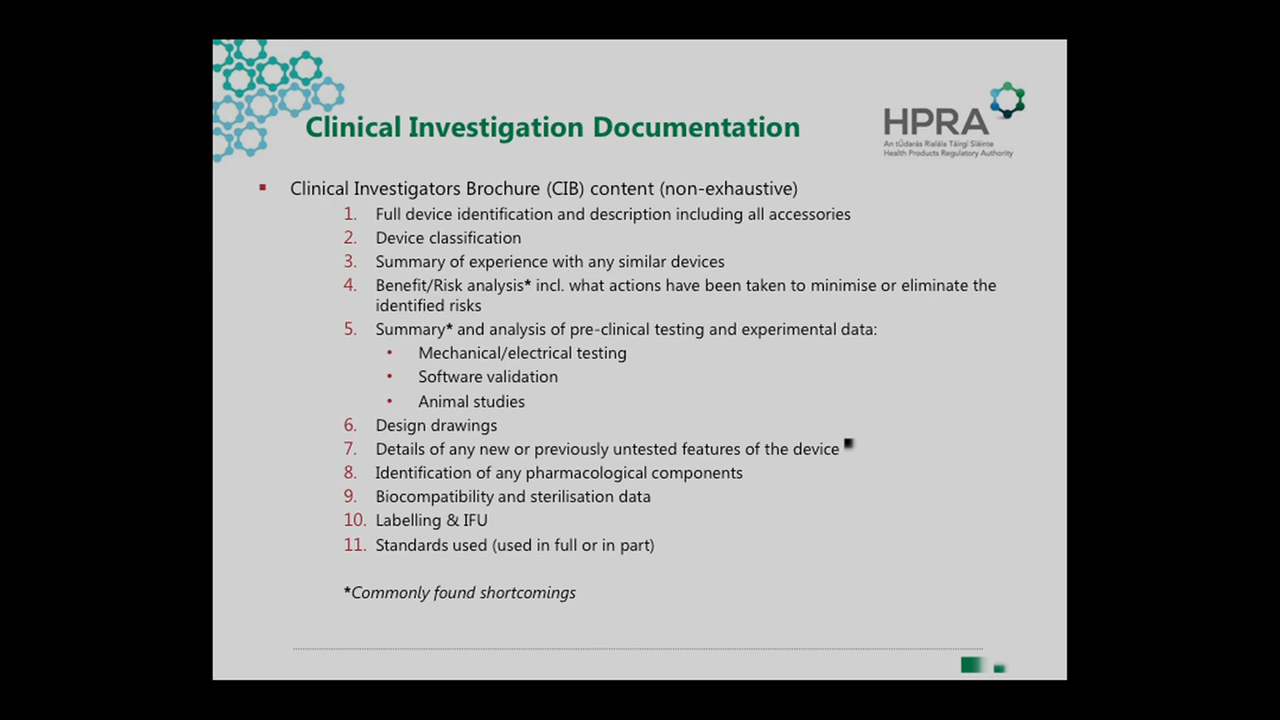 Clinical Investigation Documentation
HPRA
An tÚdarás Rialála Táirgí Sláinte
Health Products Regulatory Authority
▪ Clinical Investigators Brochure (CIB) content (non-exhaustive)
1. Full device identification and description including all accessories
2. Device classification
3. Summary of experience with any similar devices
4. Benefit/Risk analysis* incl. what actions have been taken to minimise or eliminate the
identified risks
5. Summary* and analysis of pre-clinical testing and experimental data:
• Mechanical/electrical testing
• Software validation
• Animal studies
6. Design drawings
7. Details of any new or previously untested features of the device
8. Identification of any pharmacological components
9. Biocompatibility and sterilisation data
10. Labelling & IFU
11. Standards used (used in full or in part)
*Commonly found shortcomings